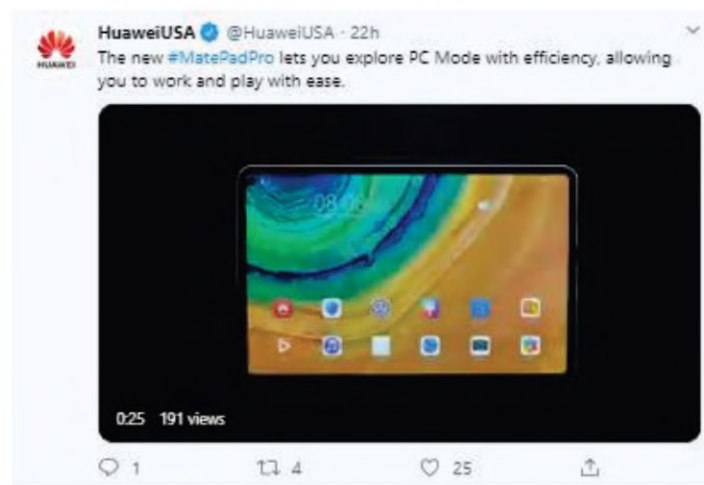 HuaweiUSA @HuaweiUSA · 22h
HUAWEI
The new #MatePadPro lets you explore PC Mode with efficiency, allowing
you to work and play with ease.
08:08
0:25 191 views
1 4 25